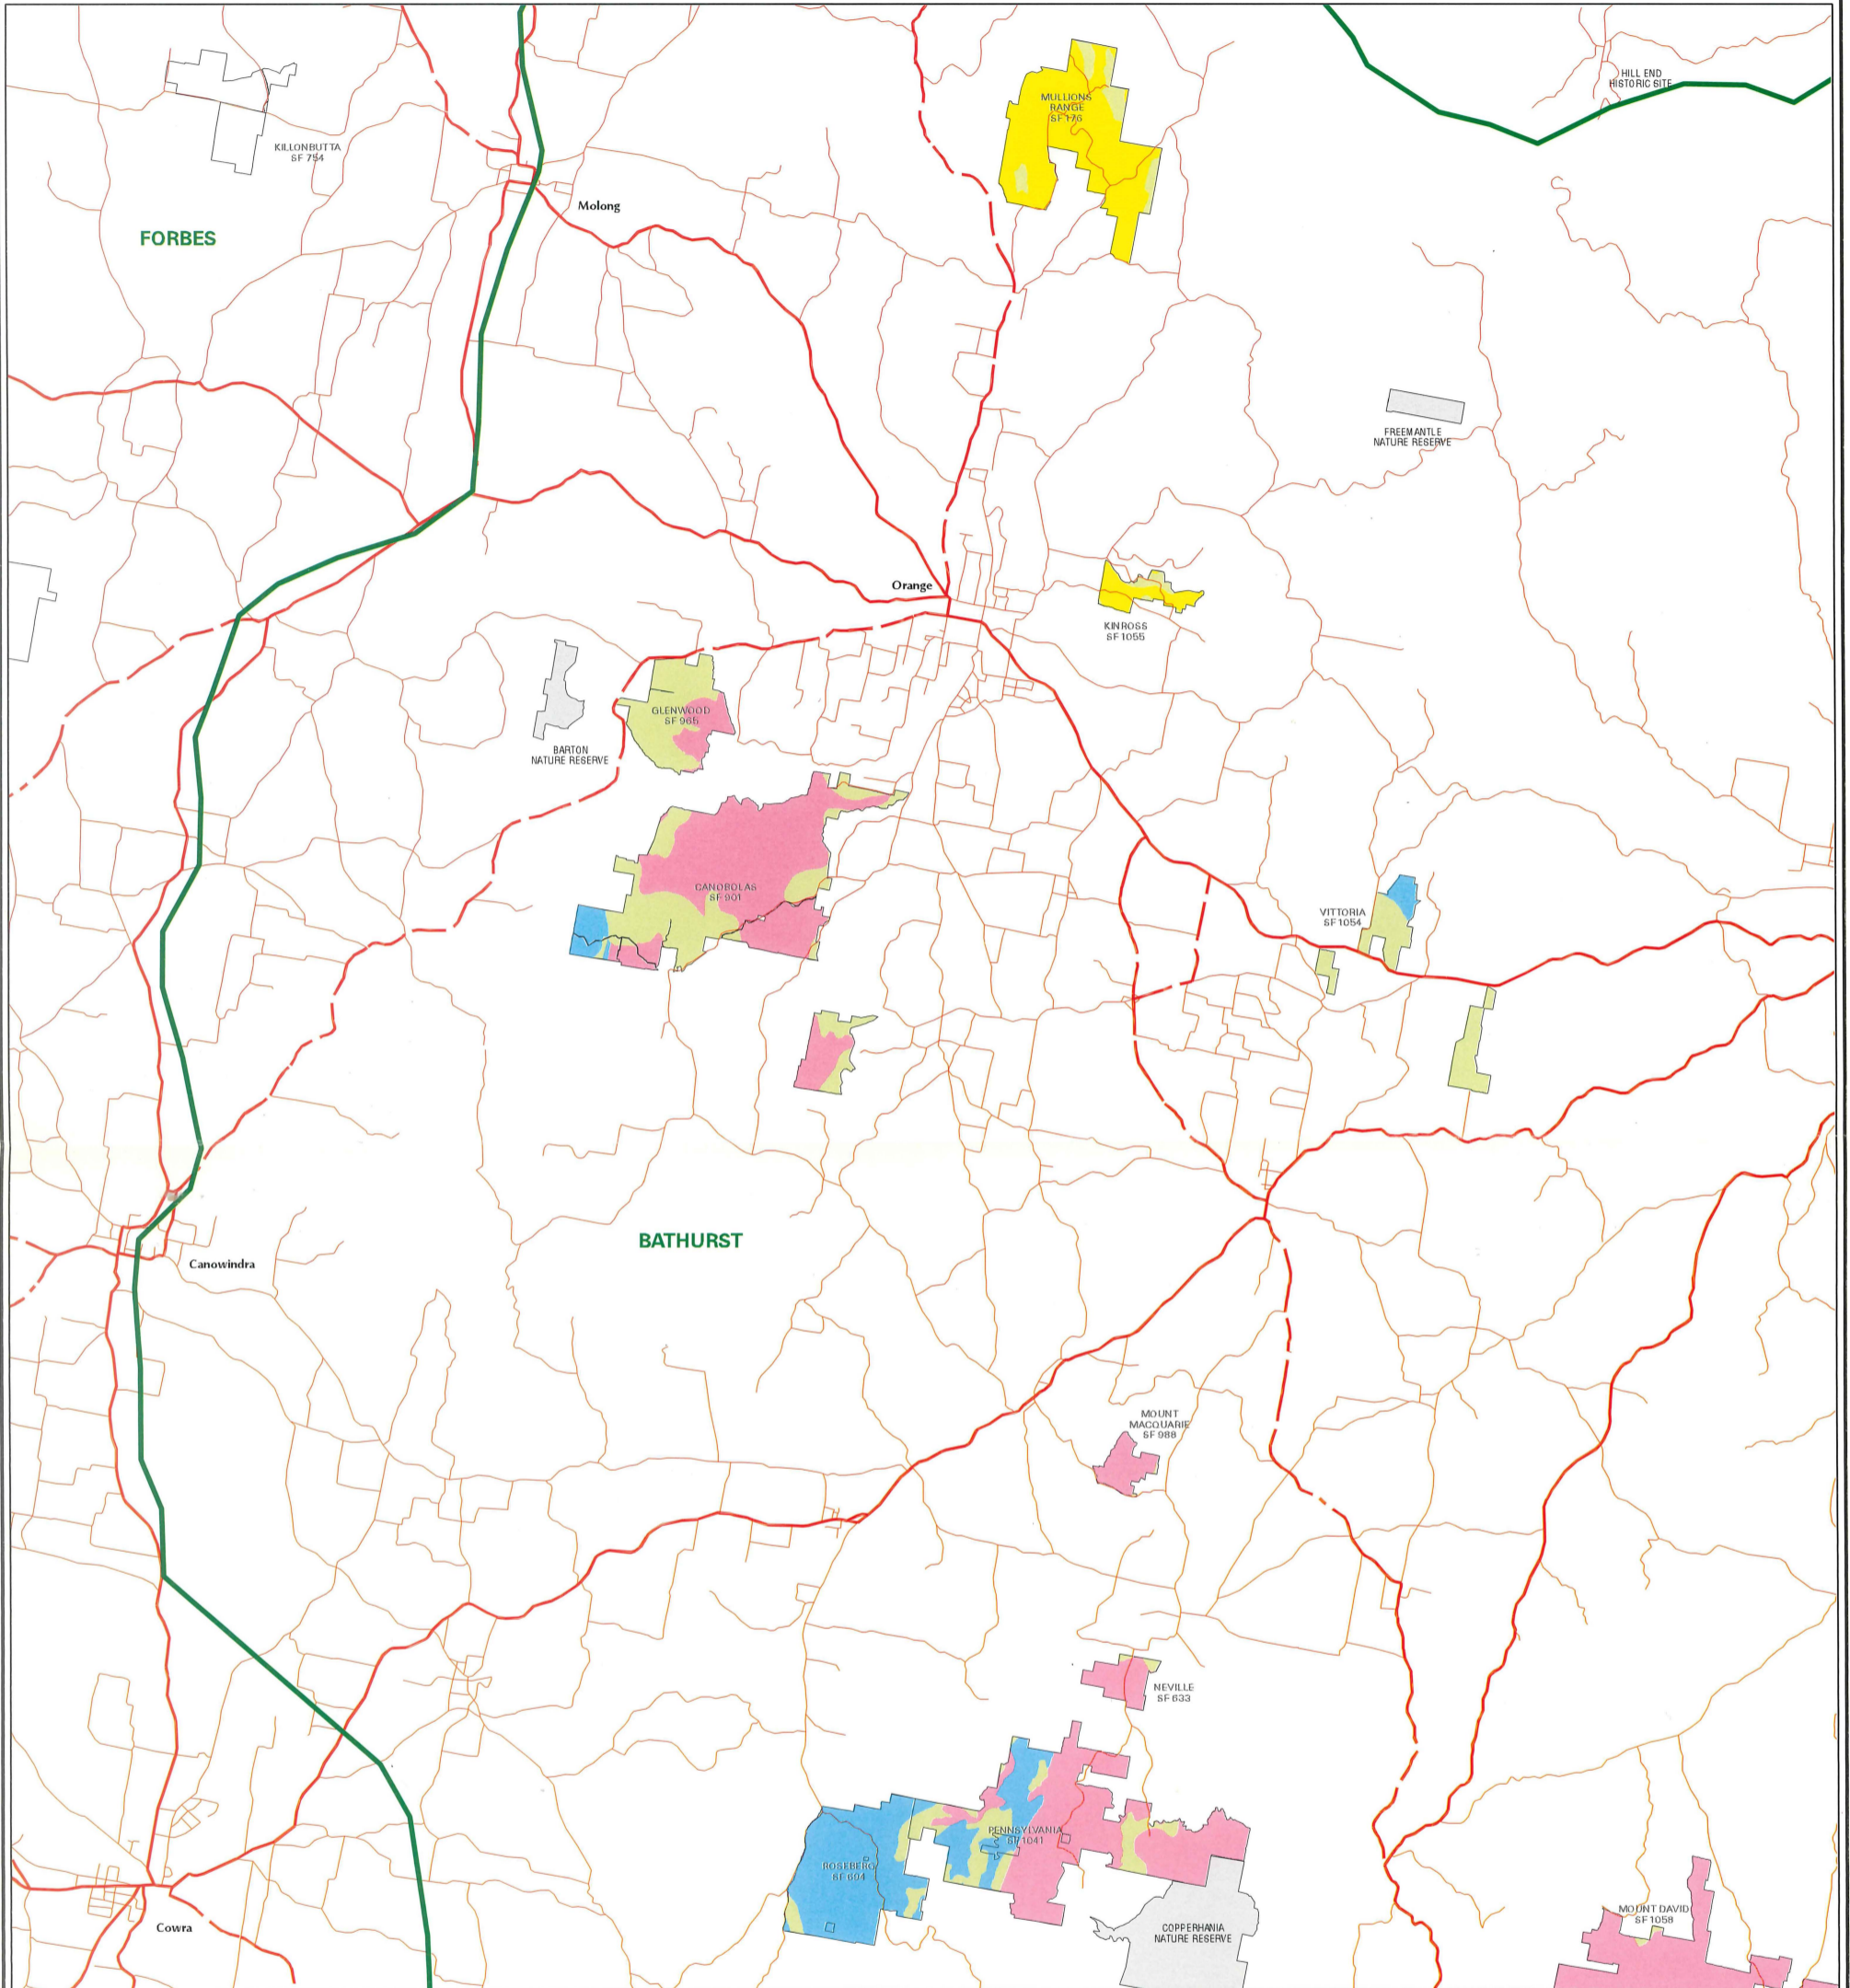 HILL END
HISTORIC SITE
MULLIONS
RANGE
SF 176
KILLONBUTTA
SF 754
Molong
FORBES
FREEMANTLE
NATURE RESERVE
Orange
KINROSS
SF 1055
GLENWOOD
SF 965
BARTON
NATURE RESERVE
CANOBOLAS
SF 901
VITTORIA
SF 1054
BATHURST
Canowindra
MOUNT
MACQUARIE
SF 988
NEVILLE
SF 633
PENNSYLVANIA
SF 1041
ROSEBERG
SF 694
MOUNT DAVID
SF 1058
COPPERHANIA
NATURE RESERVE
Cowra